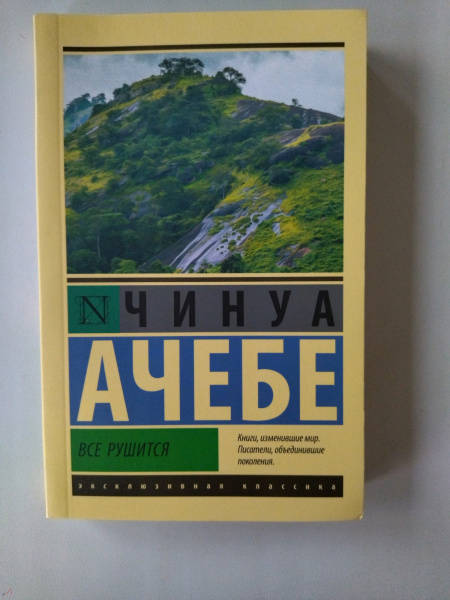 N ЧИНУА
АЧЕБЕ
ВСЕ РУШИТСЯ
Книги, изменившие мир.
Писатели, объединившие
поколения.
эксклюзивная классика